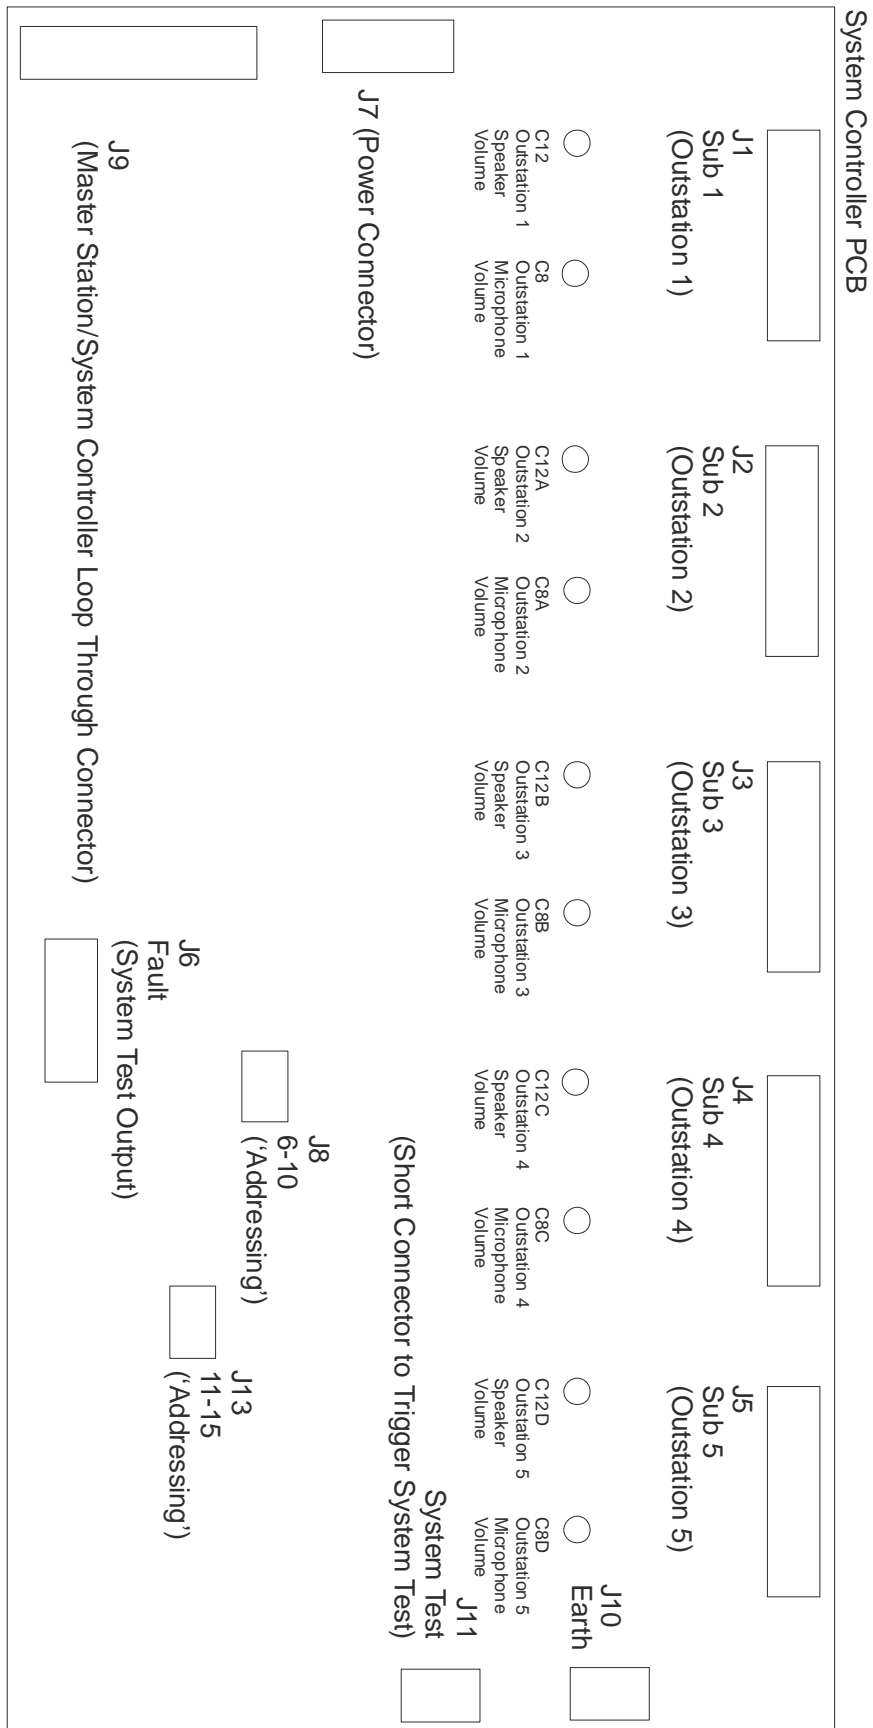 System Controller PCB
J1
Sub 1
(Outstation 1)
J2
Sub 2
(Outstation 2)
J3
Sub 3
(Outstation 3)
J4
Sub 4
(Outstation 4)
J5
Sub 5
(Outstation 5)
J10
Earth
C12
Outstation 1
Speaker
Volume
C8
Outstation 1
Microphone
Volume
C12A
Outstation 2
Speaker
Volume
C8A
Outstation 2
Microphone
Volume
C12B
Outstation 3
Speaker
Volume
C8B
Outstation 3
Microphone
Volume
C12C
Outstation 4
Speaker
Volume
C8C
Outstation 4
Microphone
Volume
C12D
Outstation 5
Speaker
Volume
C8D
Outstation 5
Microphone
Volume
J11
System Test
(Short Connector to Trigger System Test)
J7 (Power Connector)
J8
6-10
(‘Addressing’)
J13
11-15
(‘Addressing’)
J6
Fault
(System Test Output)
J9
(Master Station/System Controller Loop Through Connector)